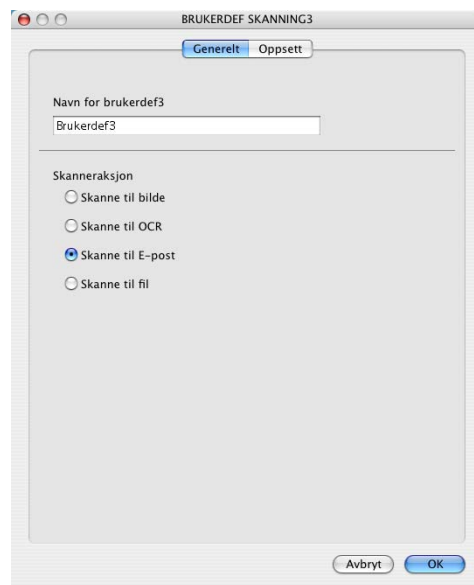 BRUKERDEF SKANNING3
Generelt Oppsett
Navn for brukerdef3
Brukerdef3
Skanneraksjon
Skanne til bilde
Skanne til OCR
Skanne til E-post
Skanne til fil
Avbryt OK